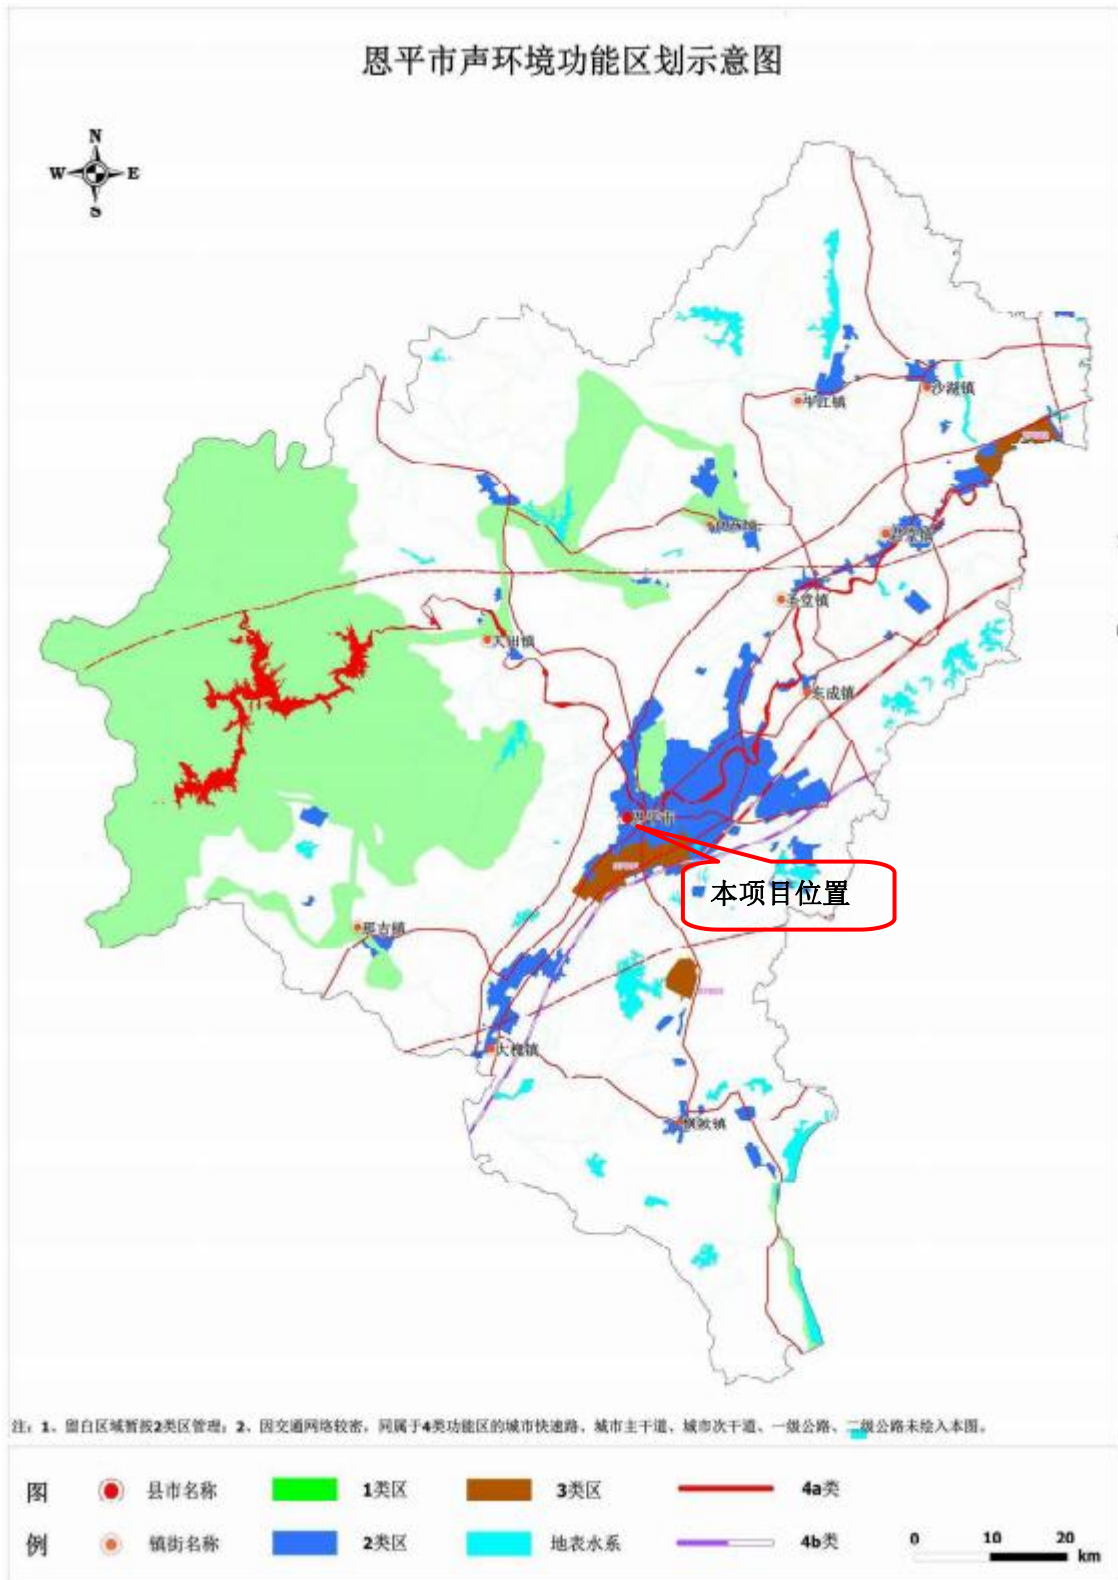 恩平市声环境功能区划示意图
N
W E
S
沙湖镇
牛江镇
君堂镇
圣堂镇
大田镇
东成镇
恩平市
本项目位置
那吉镇
大槐镇
横陂镇
注：1、留白区域暂按2类区管理；2、因交通网络较密，同属于4类功能区的城市快速路、城市主干道、城市次干道、一级公路、二级公路未绘入本图。
图 县市名称 1类区 3类区 4a类
例 镇街名称 2类区 地表水系 4b类
0 10 20
km